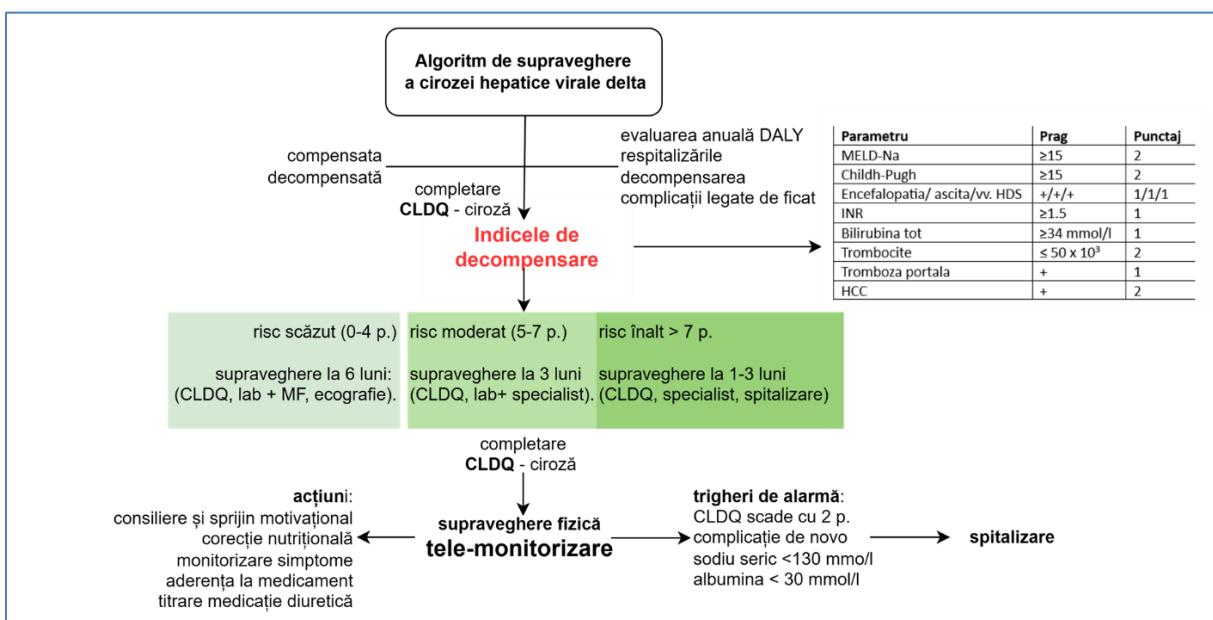 Algoritm de supraveghere
a cirozei hepatice virale delta
compensata
decompensată
evaluarea anuală DALY
respitalizările
decompensarea
complicații legate de ficat
completare
CLDQ - ciroză
Indicele de
decompensare
Parametru Prag Punctaj
MELD-Na ≥15 2
Childh-Pugh ≥15 2
Encefalopatia/ ascita/vv. HDS +/+/+ 1/1/1
INR ≥1.5 1
Bilirubina tot ≥34 mmol/l 1
Trombocite ≤ 50 x 10³ 2
Tromboza portala + 1
HCC + 2
risc scăzut (0-4 p.)
supraveghere la 6 luni:
(CLDQ, lab + MF, ecografie).
risc moderat (5-7 p.)
supraveghere la 3 luni
(CLDQ, lab+ specialist).
risc înalt > 7 p.
supraveghere la 1-3 luni
(CLDQ, specialist, spitalizare)
completare
CLDQ - ciroză
acțiuni:
consiliere și sprijin motivațional
corecție nutrițională
monitorizare simptome
aderența la medicament
titrare medicație diuretică
supraveghere fizică
tele-monitorizare
trigheri de alarmă:
CLDQ scade cu 2 p.
complicație de novo
sodiu seric <130 mmo/l
albumina < 30 mmol/l
spitalizare